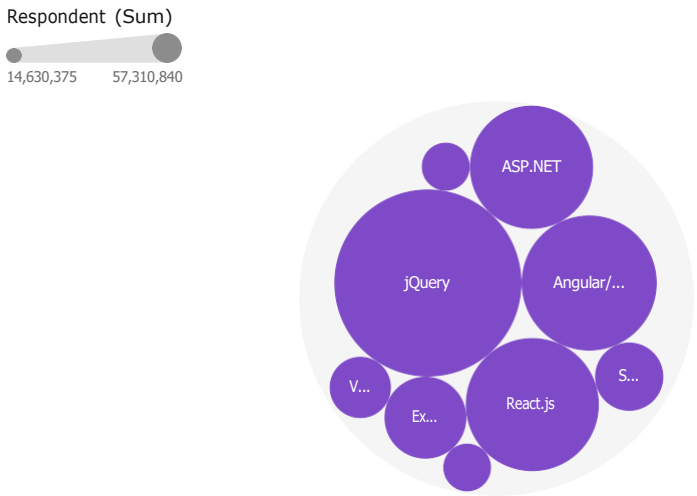 Respondent (Sum)
14,630,375 57,310,840
ASP.NET
jQuery
Angular/...
S...
V...
React.js
Ex...